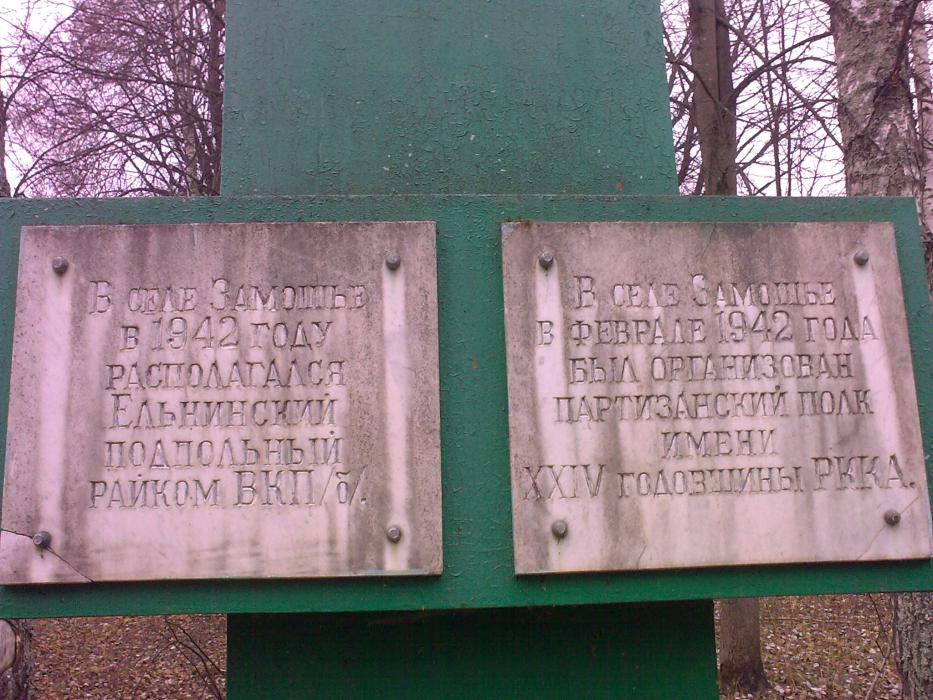 В селе Замошье
в 1942 году
располагался
Ельнинский
подпольный
райком ВКП/б/.
В селе Замошье
в феврале 1942 года
был организован
партизанский полк
имени
XXIV годовщины РККА.